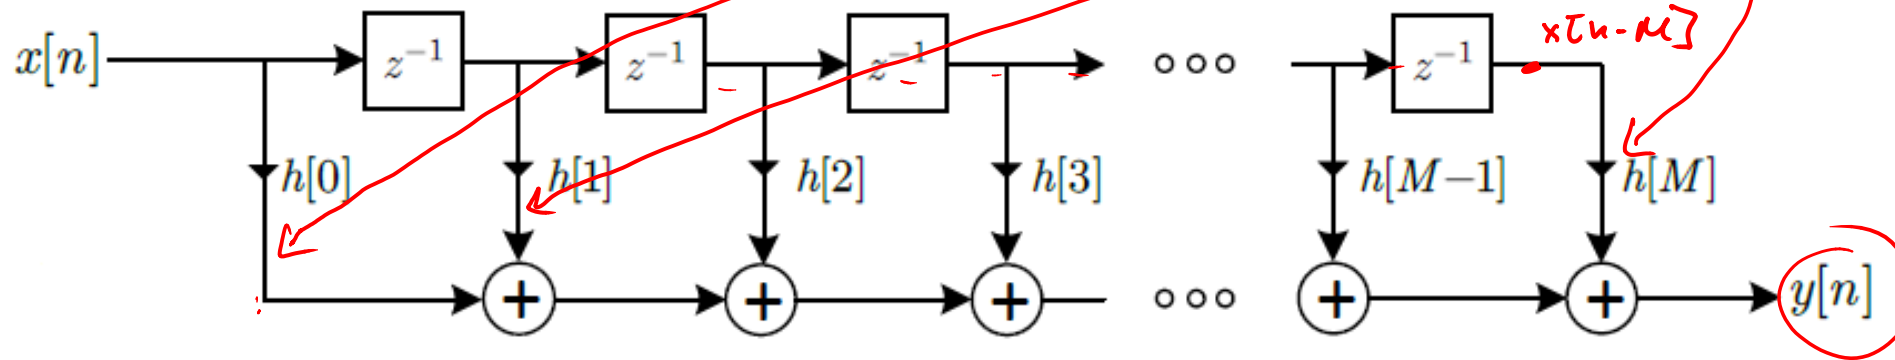 x[n-M]
x[n] z⁻¹ z⁻¹ z⁻¹ z⁻¹
h[0] h[1] h[2] h[3] h[M−1] h[M]
+ + + + + y[n]